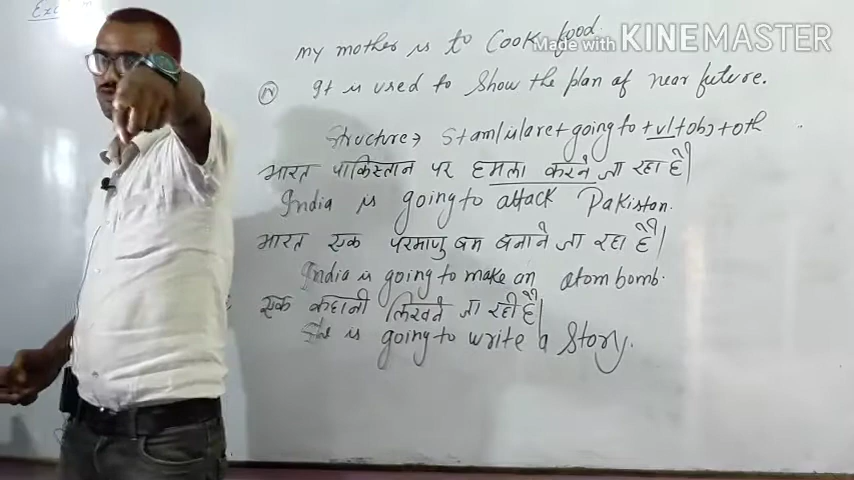 my mother is to cook food
Made with KINEMASTER
(IV) It is used to show the plan of near future.
Structure → S+am/is/are+going to+v1+obj+oth
भारत पाकिस्तान पर हमला करने जा रहा है|
India is going to attack Pakistan.
भारत एक परमाणु बम बनाने जा रहा है|
India is going to make an atom bomb.
एक कहानी लिखने जा रही है|
is going to write a story.